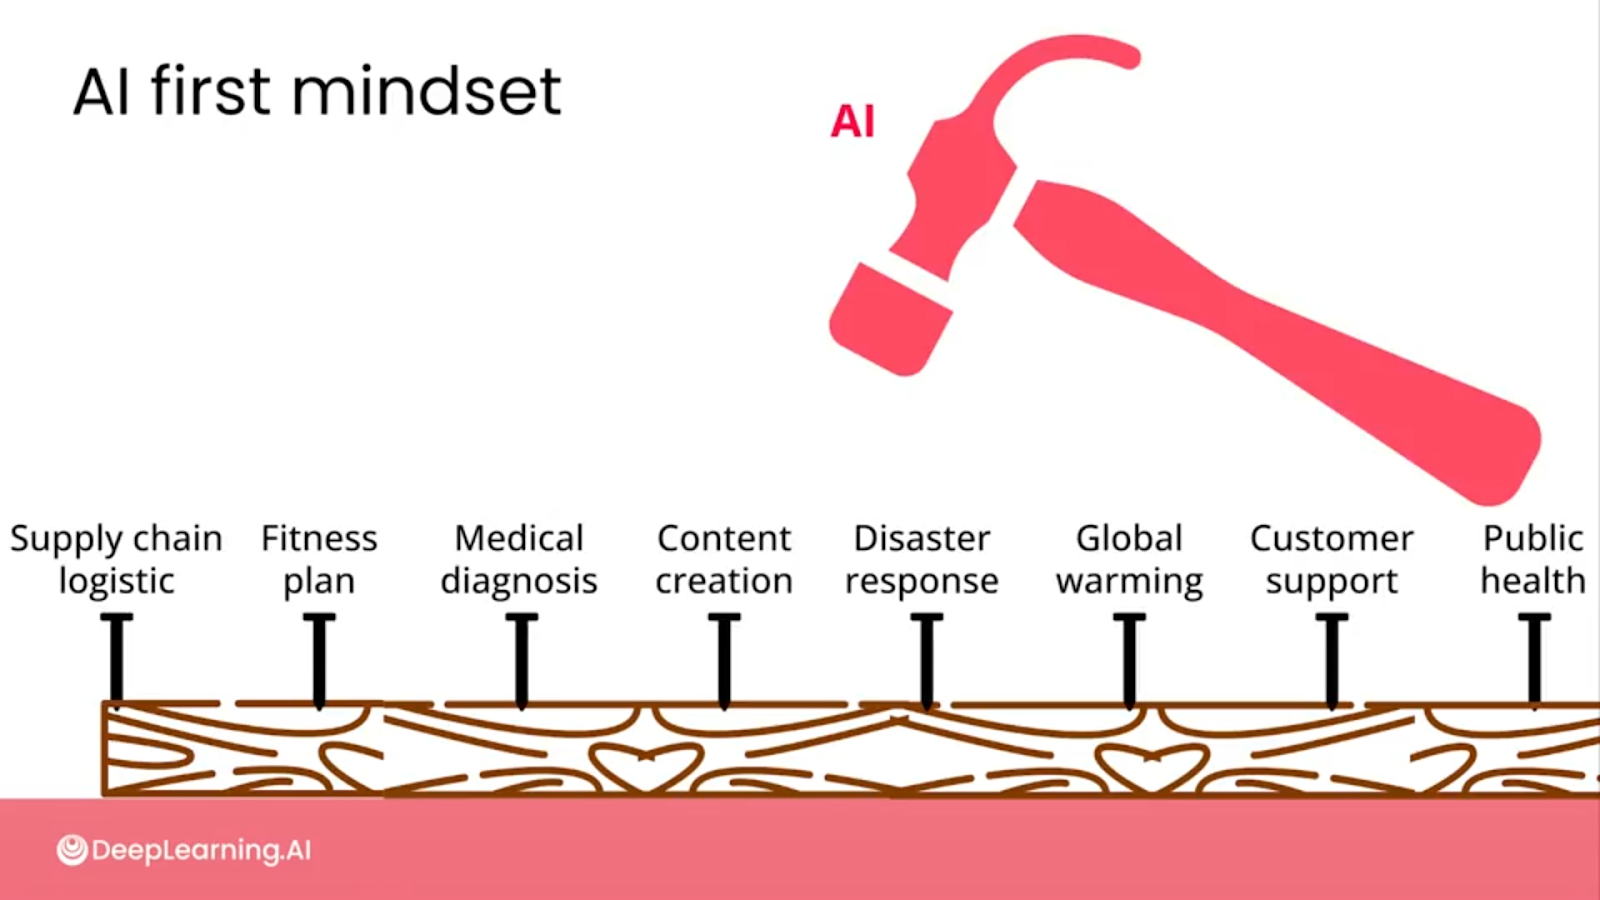 AI first mindset
AI
Supply chain
logistic
Fitness
plan
Medical
diagnosis
Content
creation
Disaster
response
Global
warming
Customer
support
Public
health
DeepLearning.AI